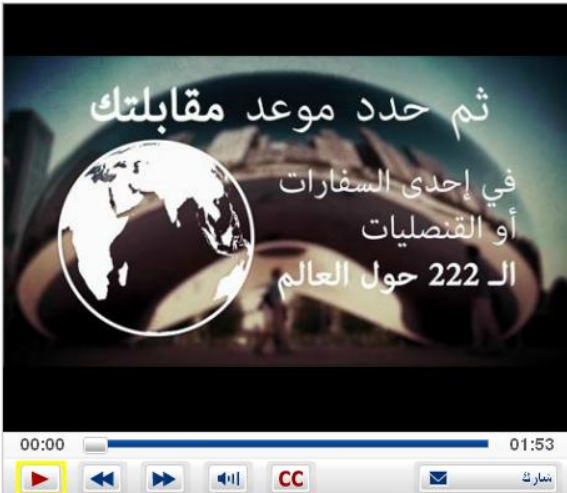 ثم حدد موعد مقابلتك
في إحدى السفارات
أو القنصليات
الـ 222 حول العالم
00:00
01:53
CC
شارك